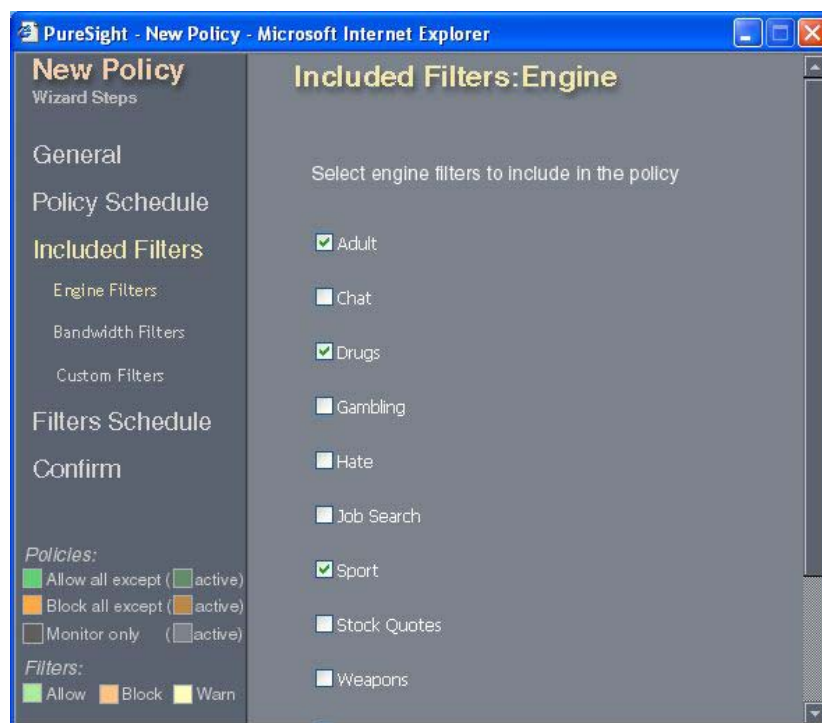 PureSight - New Policy - Microsoft Internet Explorer
New Policy
Wizard Steps
General
Policy Schedule
Included Filters
Engine Filters
Bandwidth Filters
Custom Filters
Filters Schedule
Confirm
Policies:
Allow all except (active)
Block all except (active)
Monitor only (active)
Filters:
Allow Block Warn
Included Filters:Engine
Select engine filters to include in the policy
Adult
Chat
Drugs
Gambling
Hate
Job Search
Sport
Stock Quotes
Weapons